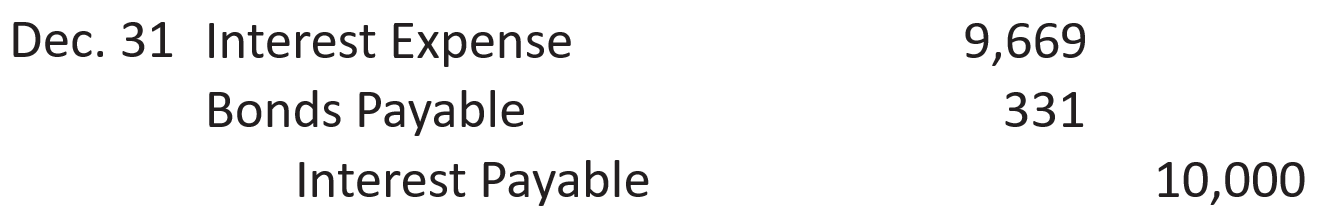 Dec. 31 Interest Expense 9,669
Bonds Payable 331
Interest Payable 10,000